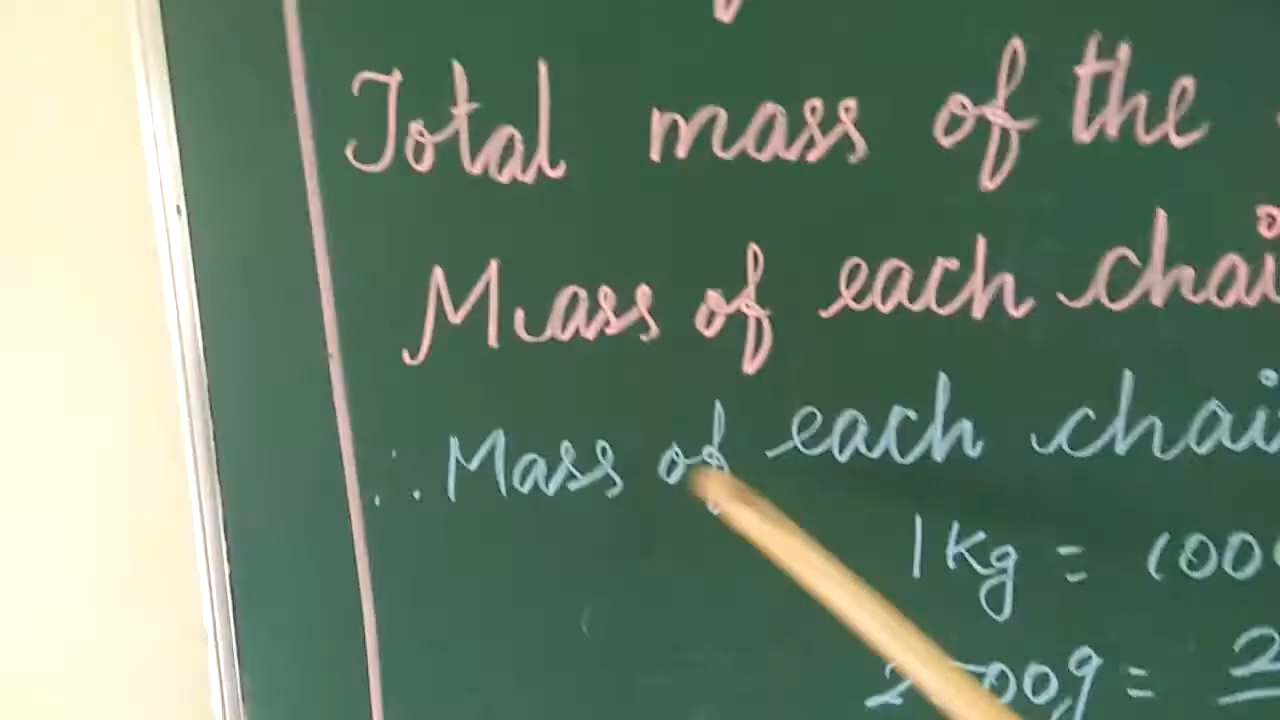 Total mass of the
Mass of each chai
∴ Mass of each chai
1 Kg = 100
00g = 2